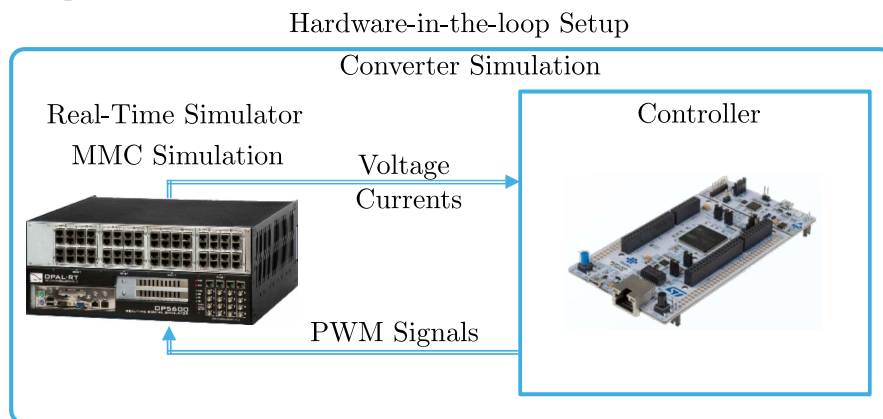 Hardware-in-the-loop Setup
Converter Simulation
Real-Time Simulator
MMC Simulation
Voltage
Currents
Controller
OPAL-RT
OP5600
PWM Signals